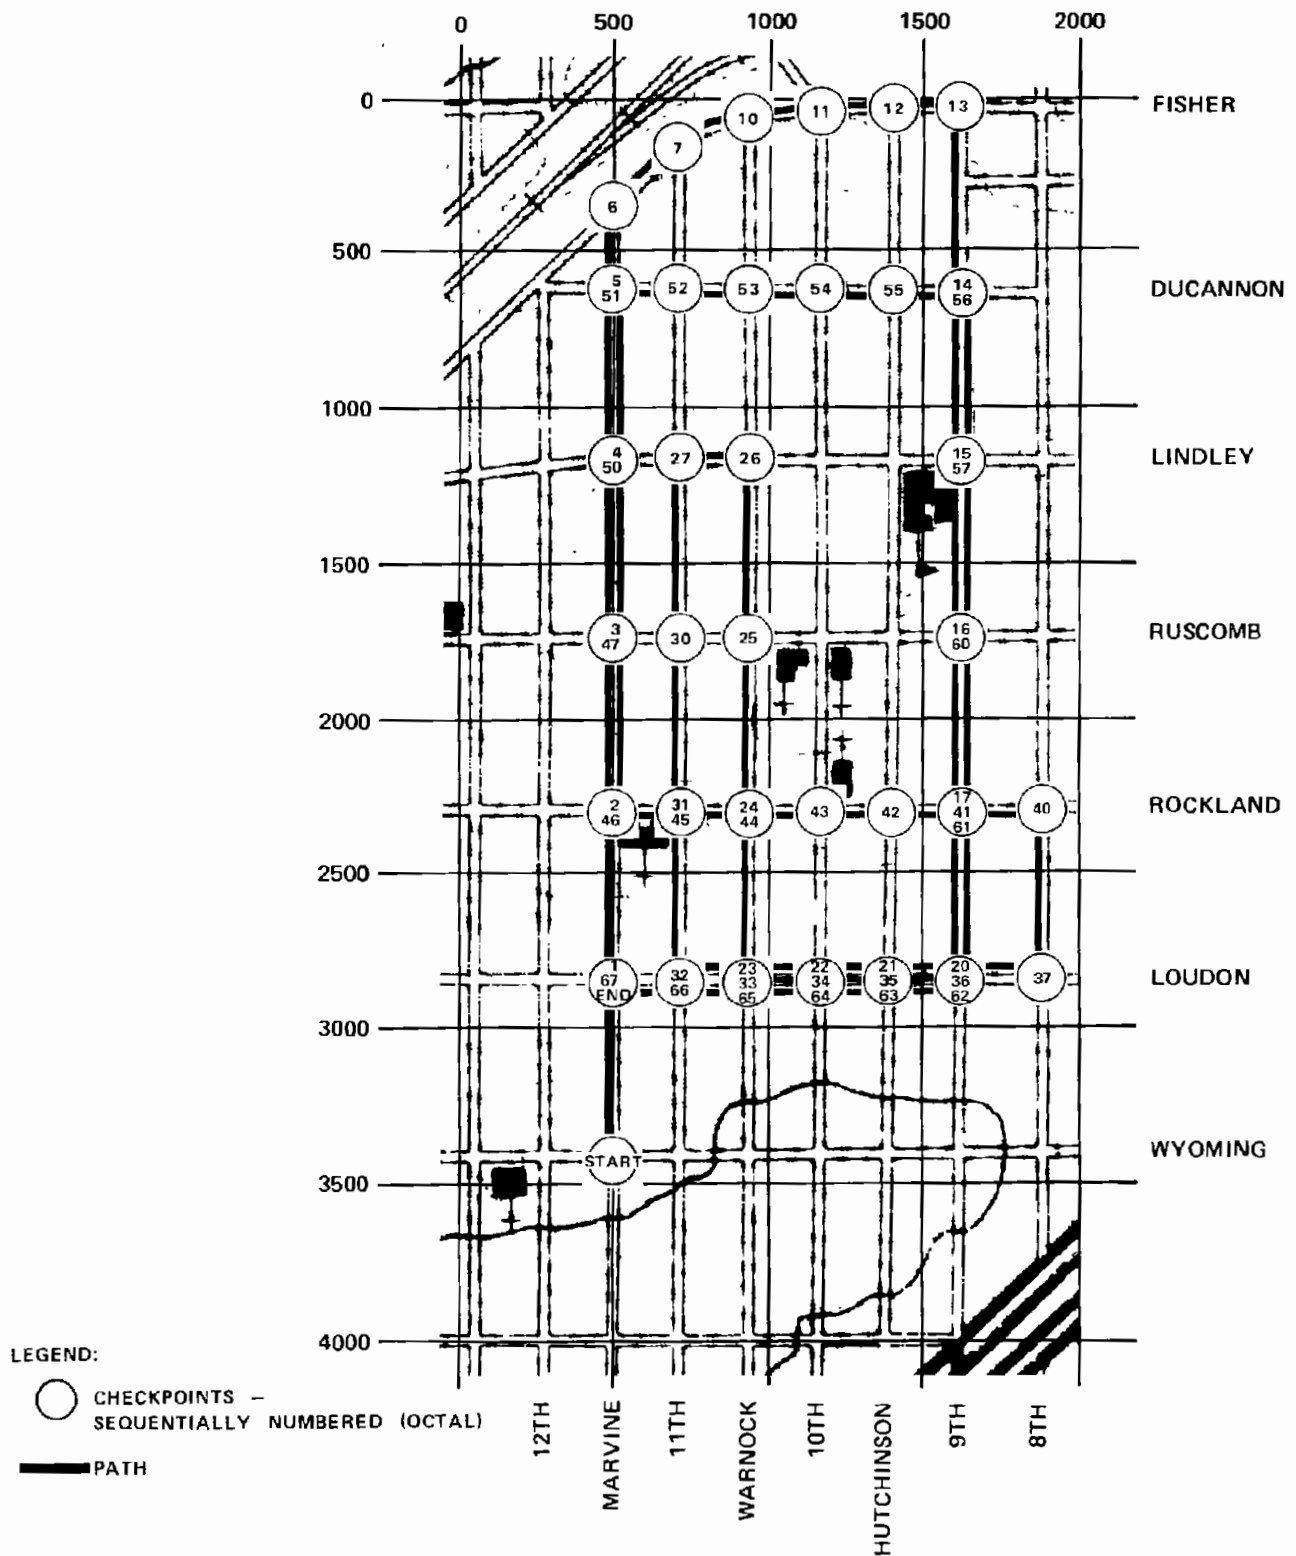 0 500 1000 1500 2000
0 11 12 13 FISHER
10
7
6
500
5 DUCANNON
51 52 53 54 55 14
56
1000
4 27 26 15 LINDLEY
50 57
1500
3 30 25 16 RUSCOMB
47 60
2000
2 31 24 43 42 17 40 ROCKLAND
46 45 44 41
61
2500
1 32 23 22 21 20 37 LOUDON
67 66 33 34 35 36
END 65 64 63 62
3000
START WYOMING
3500
4000
LEGEND:
CHECKPOINTS –
SEQUENTIALLY NUMBERED (OCTAL)
PATH
12TH
MARVINE
11TH
WARNOCK
10TH
HUTCHINSON
9TH
8TH